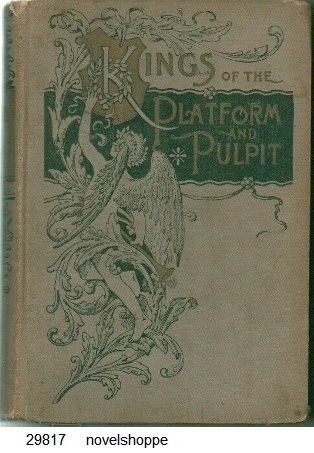 KINGS
OF THE
PLATFORM
AND
PULPIT
29817 novelshoppe